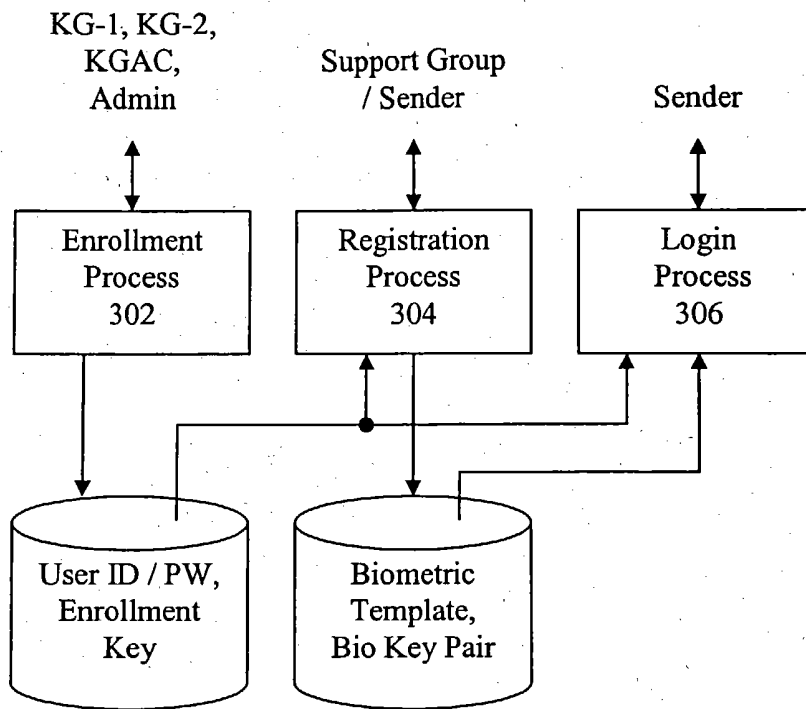 KG-1, KG-2,
KGAC,
Admin
Support Group
/ Sender
Sender
Enrollment
Process
302
Registration
Process
304
Login
Process
306
User ID / PW,
Enrollment
Key
Biometric
Template,
Bio Key Pair